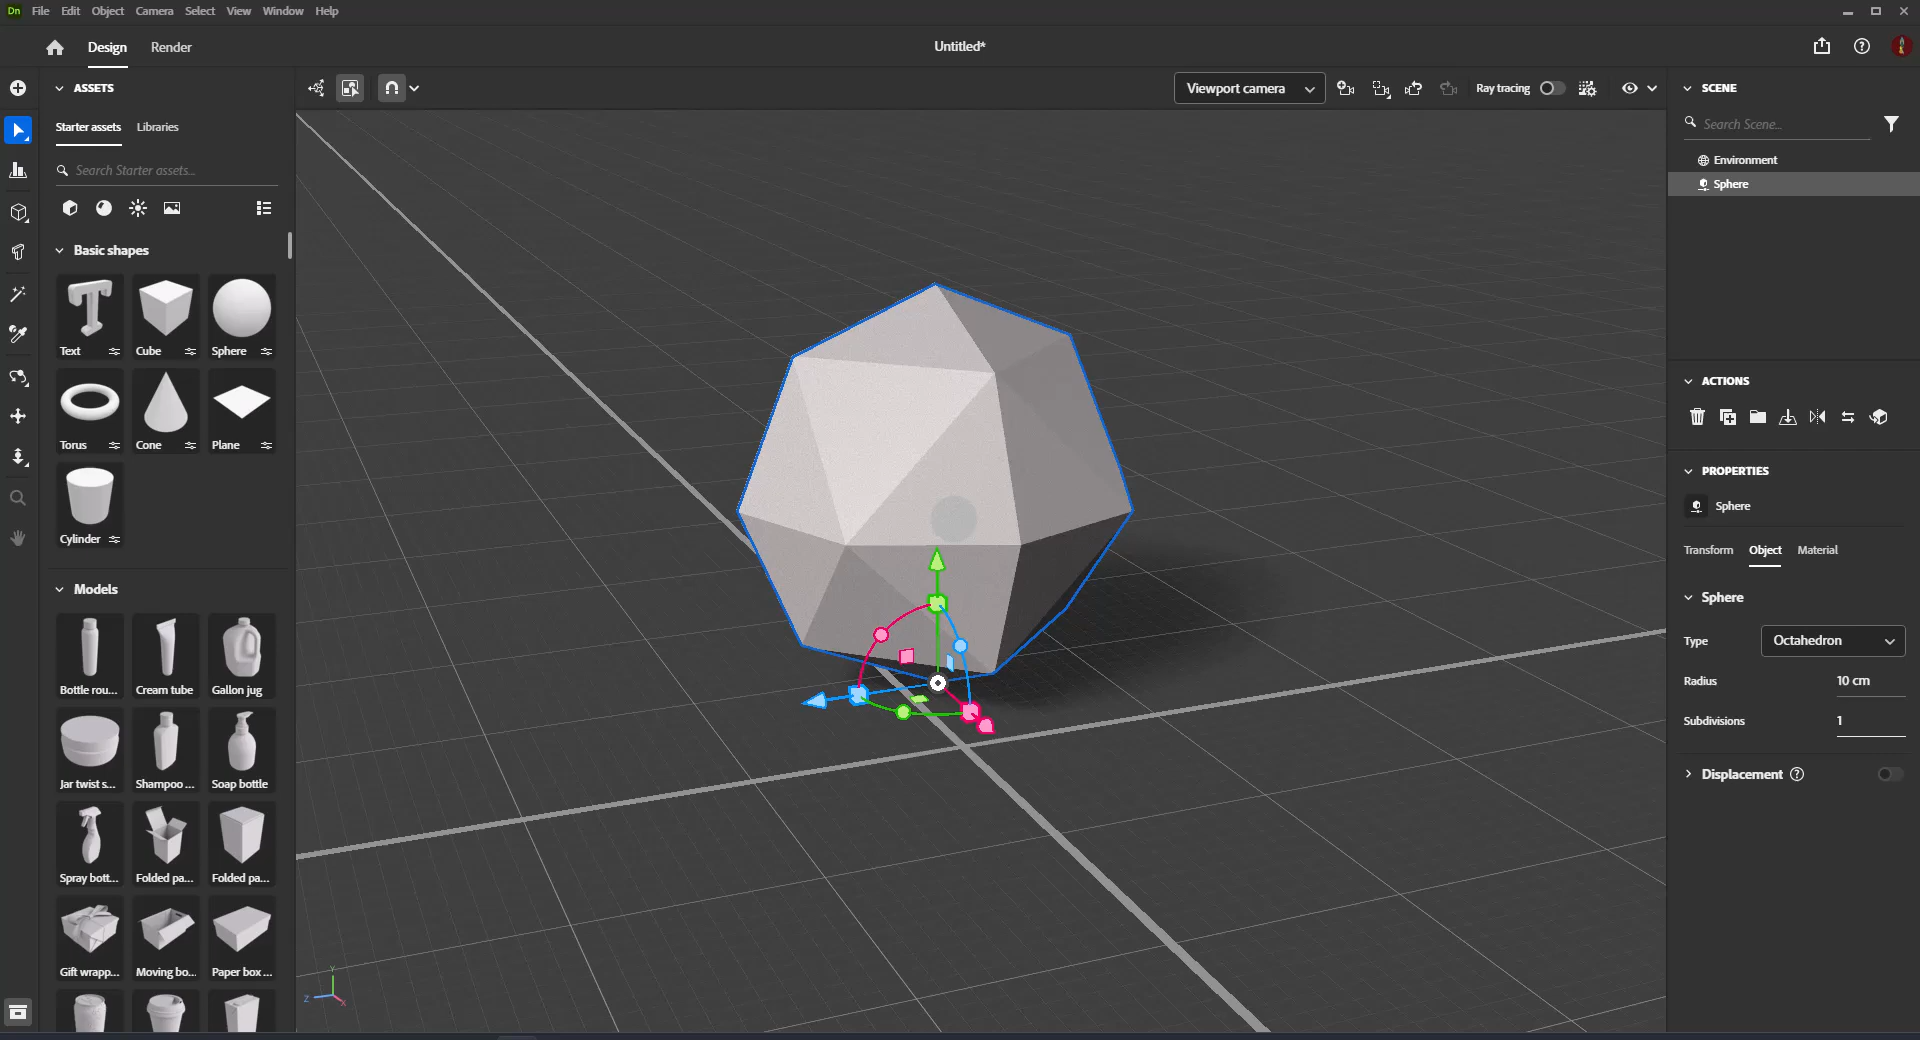 Dn File Edit Object Camera Select View Window Help
Design Render Untitled*
ASSETS
Starter assets Libraries
Search Starter assets...
Basic shapes
Text Cube Sphere
Torus Cone Plane
Cylinder
Models
Bottle rou... Cream tube Gallon jug
Jar twist s... Shampoo ... Soap bottle
Spray bott... Folded pa... Folded pa...
Gift wrapp... Moving bo... Paper box ...
Viewport camera Ray tracing
Y
Z X
SCENE
Search Scene...
Environment
Sphere
ACTIONS
PROPERTIES
Sphere
Transform Object Material
Sphere
Type Octahedron
Radius 10 cm
Subdivisions 1
Displacement ?